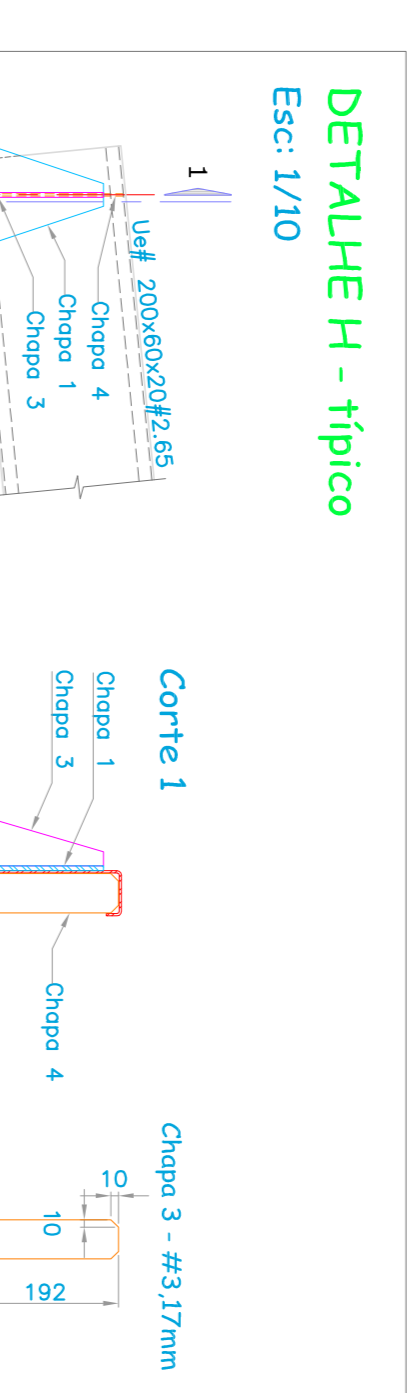 DETALHE H - típico
Esc: 1/10
1
Ue# 200x60x20#2.65
Chapa 4
Chapa 1
Chapa 3
Corte 1
Chapa 1
Chapa 3
Chapa 4
Chapa 3 - #3,17mm
10
10
192